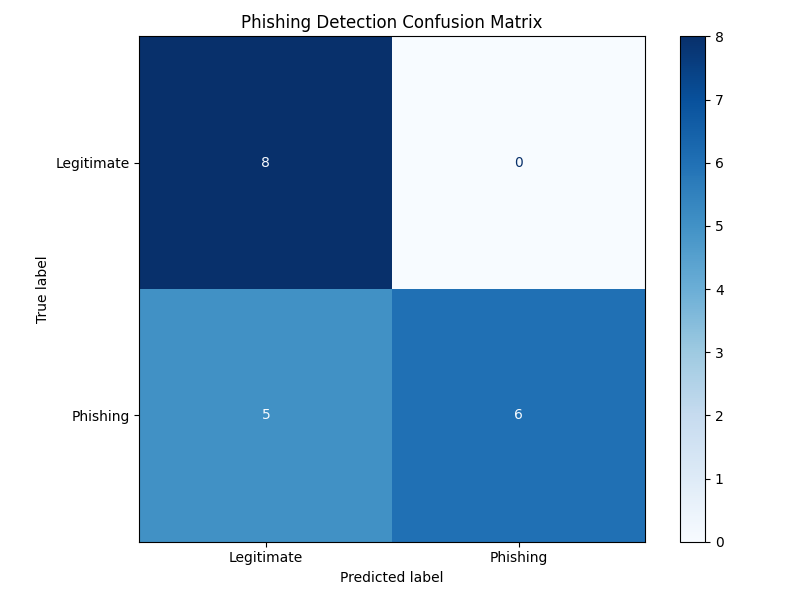 Phishing Detection Confusion Matrix
True label
Legitimate
Phishing
8
0
5
6
Legitimate
Phishing
Predicted label
8
7
6
5
4
3
2
1
0